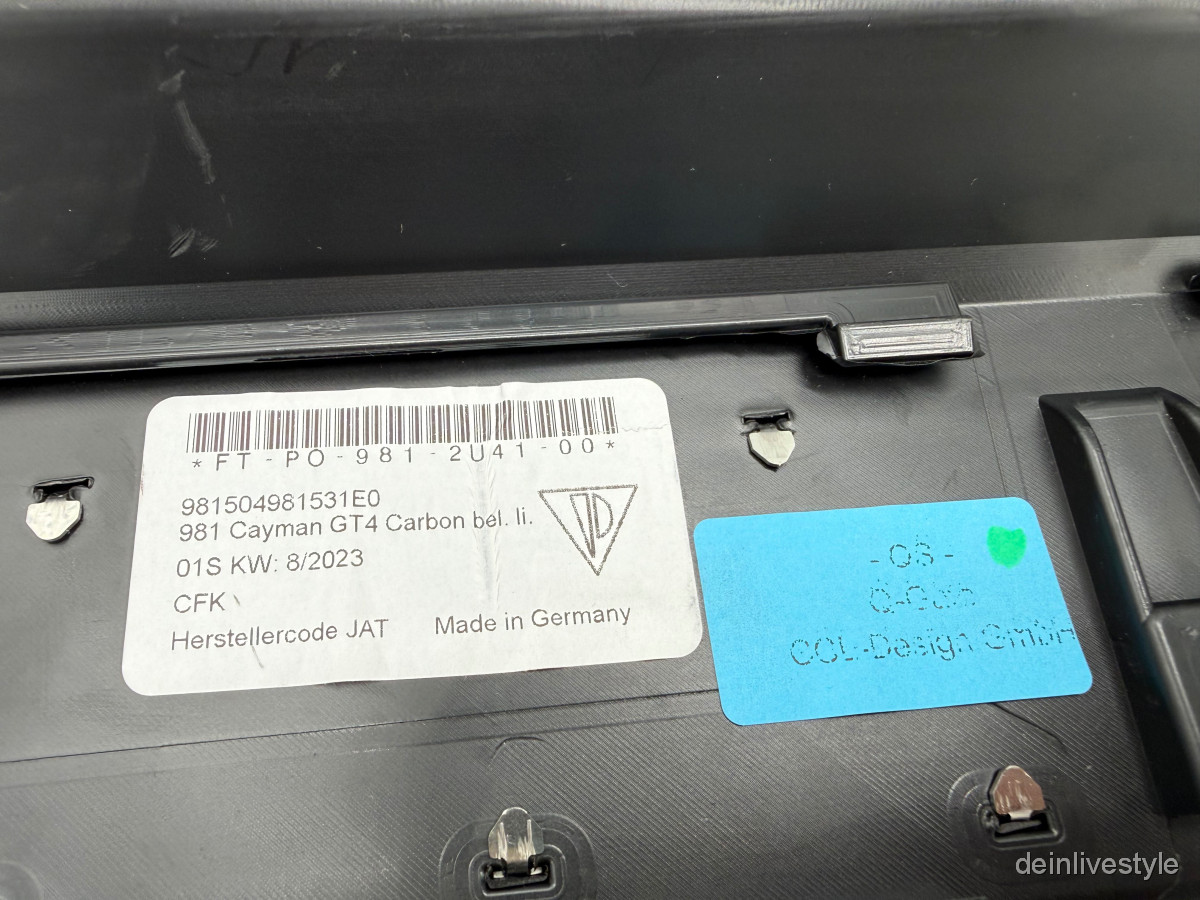 *FT-PO-981-2U41-00*
981504981531E0
981 Cayman GT4 Carbon bel. li.
01S KW: 8/2023
CFK
Herstellercode JAT Made in Germany
- OS -
CCL-Design GmbH
deinlivestyle